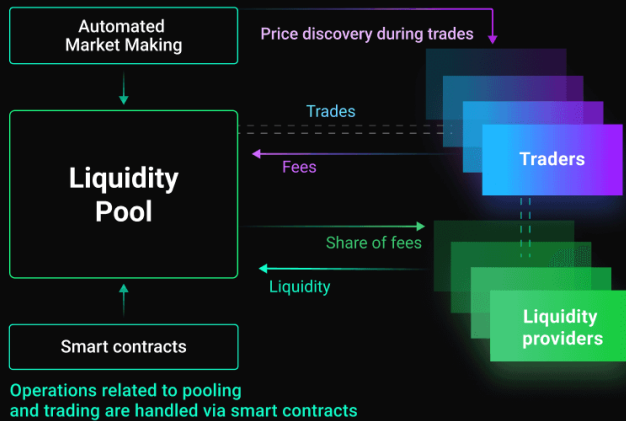 Automated
Market Making
Price discovery during trades
Trades
Traders
Fees
Liquidity
Pool
Share of fees
Liquidity
Liquidity
providers
Smart contracts
Operations related to pooling
and trading are handled via smart contracts